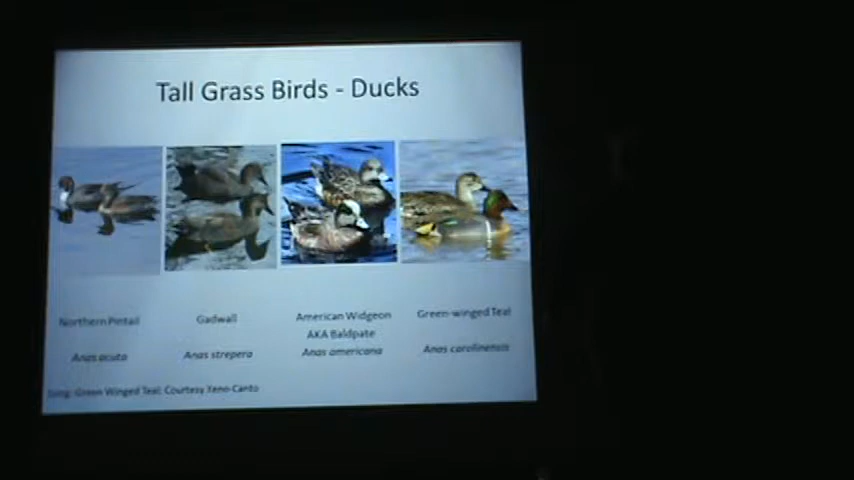 Tall Grass Birds - Ducks
Northern Pintail
Gadwall
American Widgeon
AKA Baldpate
Green-winged Teal
Anas acuta
Anas strepera
Anas americana
Anas carolinensis
Song: Green Winged Teal; Courtesy Xeno-Canto